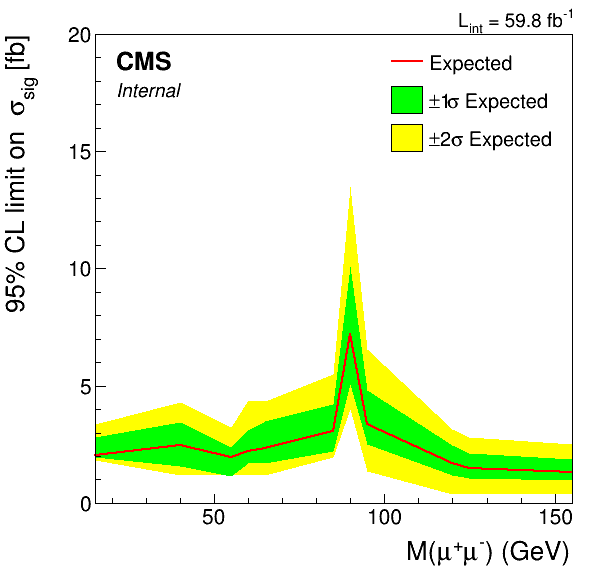 L_int = 59.8 fb⁻¹
95% CL limit on σ_sig [fb]
CMS
Internal
Expected
±1σ Expected
±2σ Expected
20
15
10
5
0
50
100
150
M(μ⁺μ⁻) (GeV)